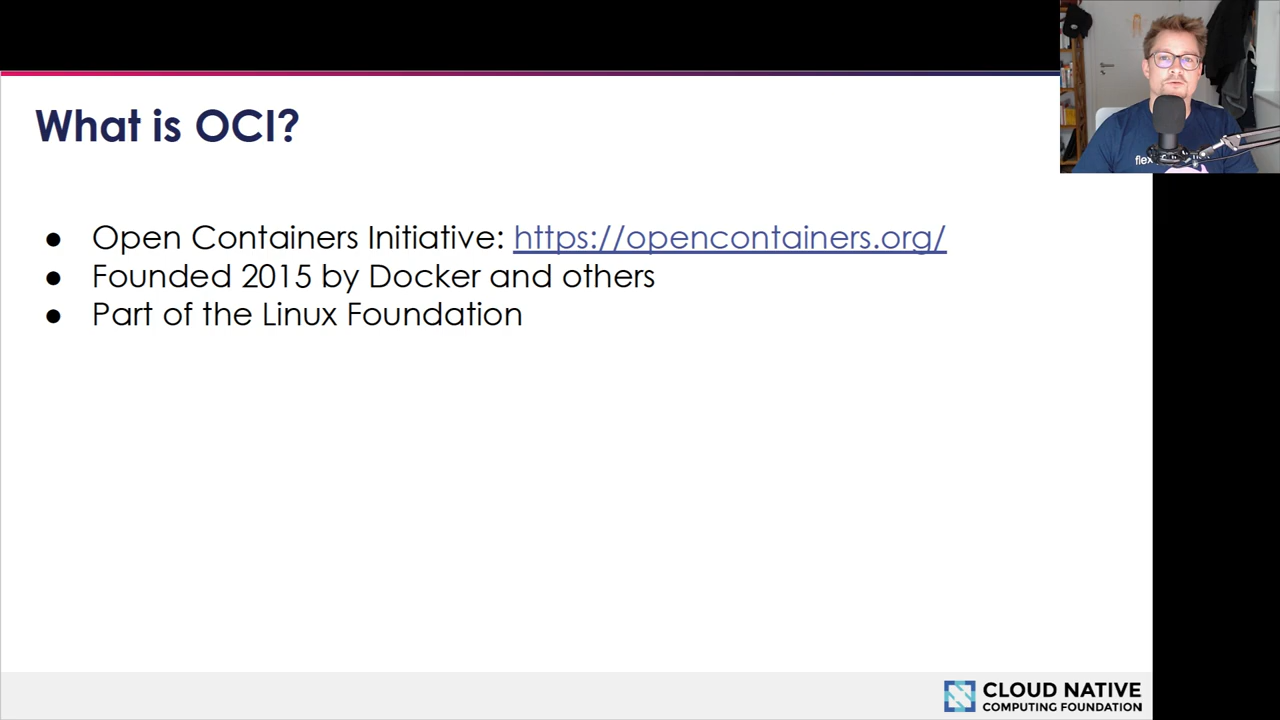 What is OCI?
● Open Containers Initiative: https://opencontainers.org/
● Founded 2015 by Docker and others
● Part of the Linux Foundation
CLOUD NATIVE
COMPUTING FOUNDATION